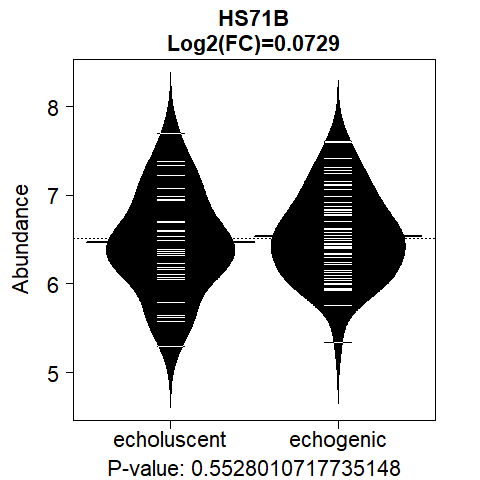 HS71B
Log2(FC)=0.0729
Abundance
8
7
6
5
echoluscent echogenic
P-value: 0.5528010717735148